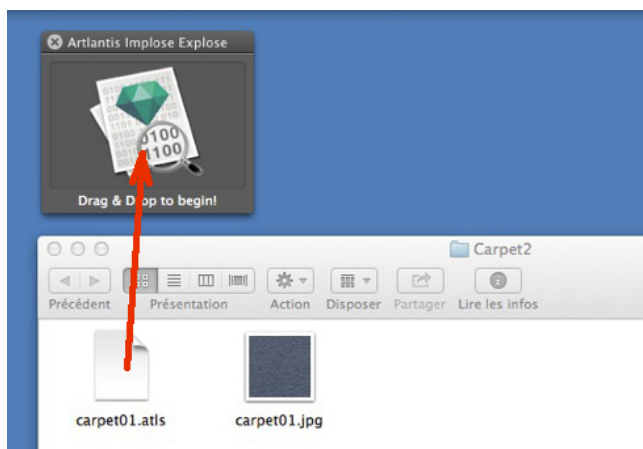 Artlantis Implose Explose
0100
1100
Drag & Drop to begin!
Carpet2
Précédent
Présentation
Action
Disposer
Partager
Lire les infos
carpet01.atls
carpet01.jpg